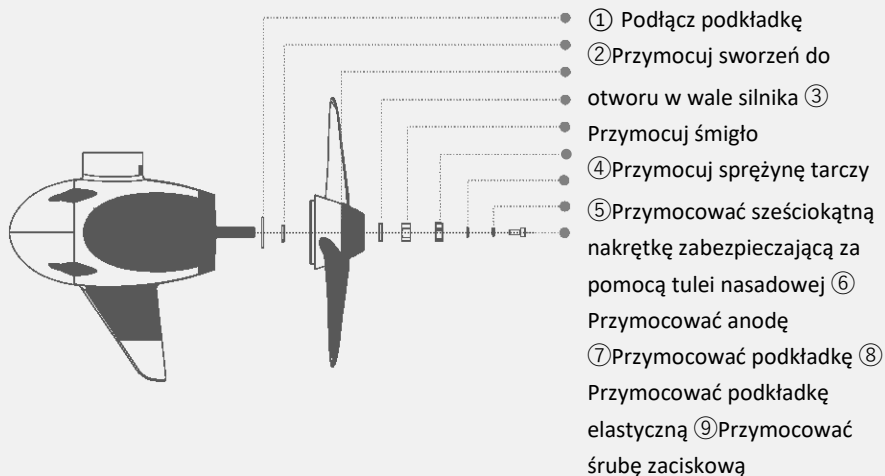 ① Podłącz podkładkę
②Przymocuj sworzeń do
otworu w wale silnika ③
Przymocuj śmigło
④Przymocuj sprężynę tarczy
⑤Przymocować sześciokątną
nakrętkę zabezpieczającą za
pomocą tulei nasadowej ⑥
Przymocować anodę
⑦Przymocować podkładkę ⑧
Przymocować podkładkę
elastyczną ⑨Przymocować
śrubę zaciskową